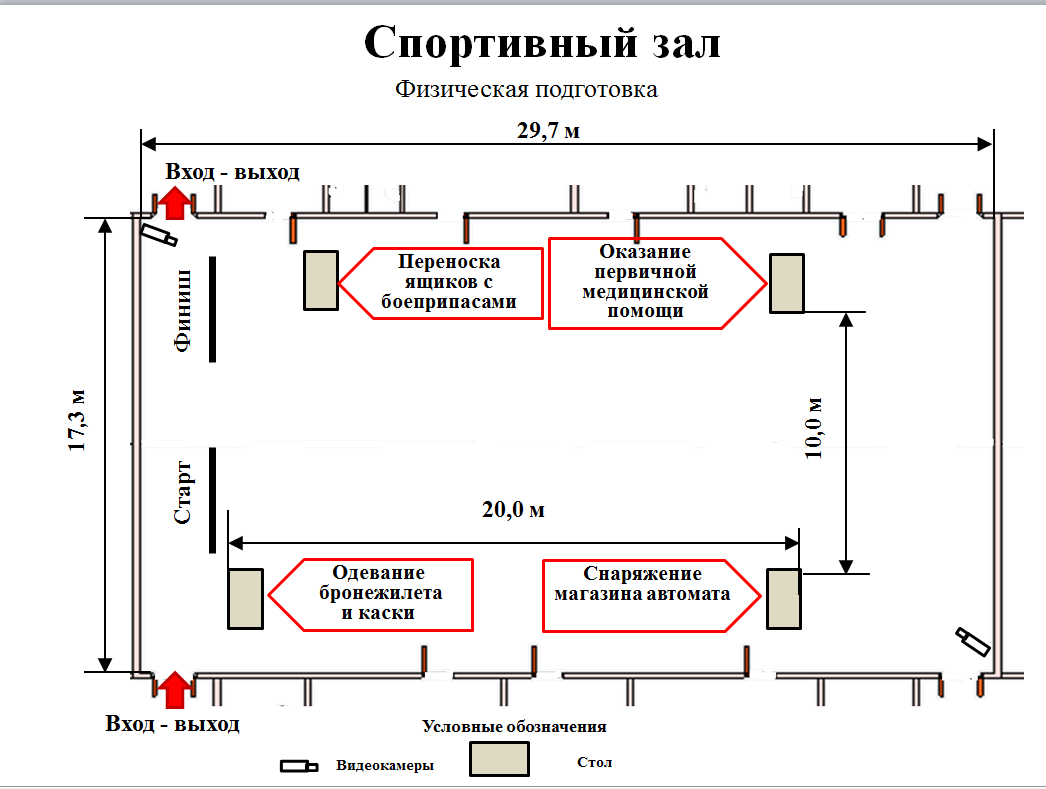 Спортивный зал
Физическая подготовка
29,7 м
Вход - выход
Переноска
ящиков с
боеприпасами
Оказание
первичной
медицинской
помощи
Финиш
17,3 м
10,0 м
Старт
20,0 м
Одевание
бронежилета
и каски
Снаряжение
магазина автомата
Вход - выход
Условные обозначения
Видеокамеры
Стол